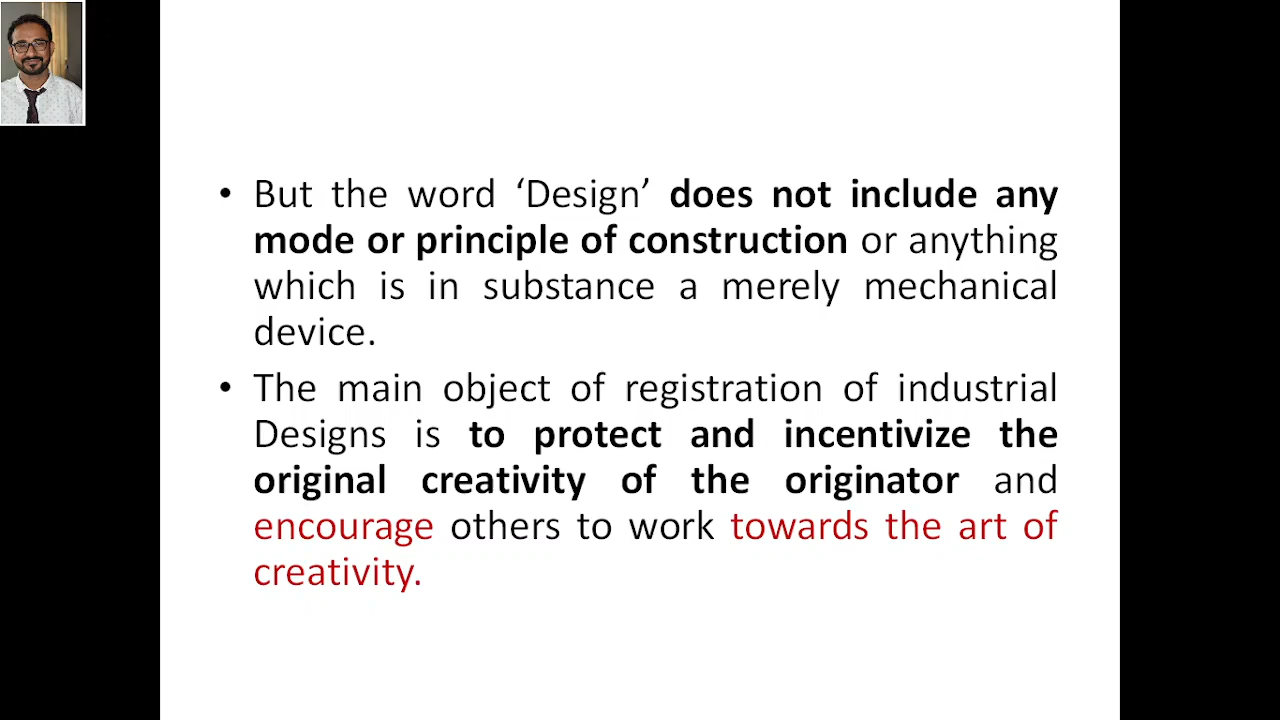 • But the word ‘Design’ does not include any
mode or principle of construction or anything
which is in substance a merely mechanical
device.
• The main object of registration of industrial
Designs is to protect and incentivize the
original creativity of the originator and
encourage others to work towards the art of
creativity.